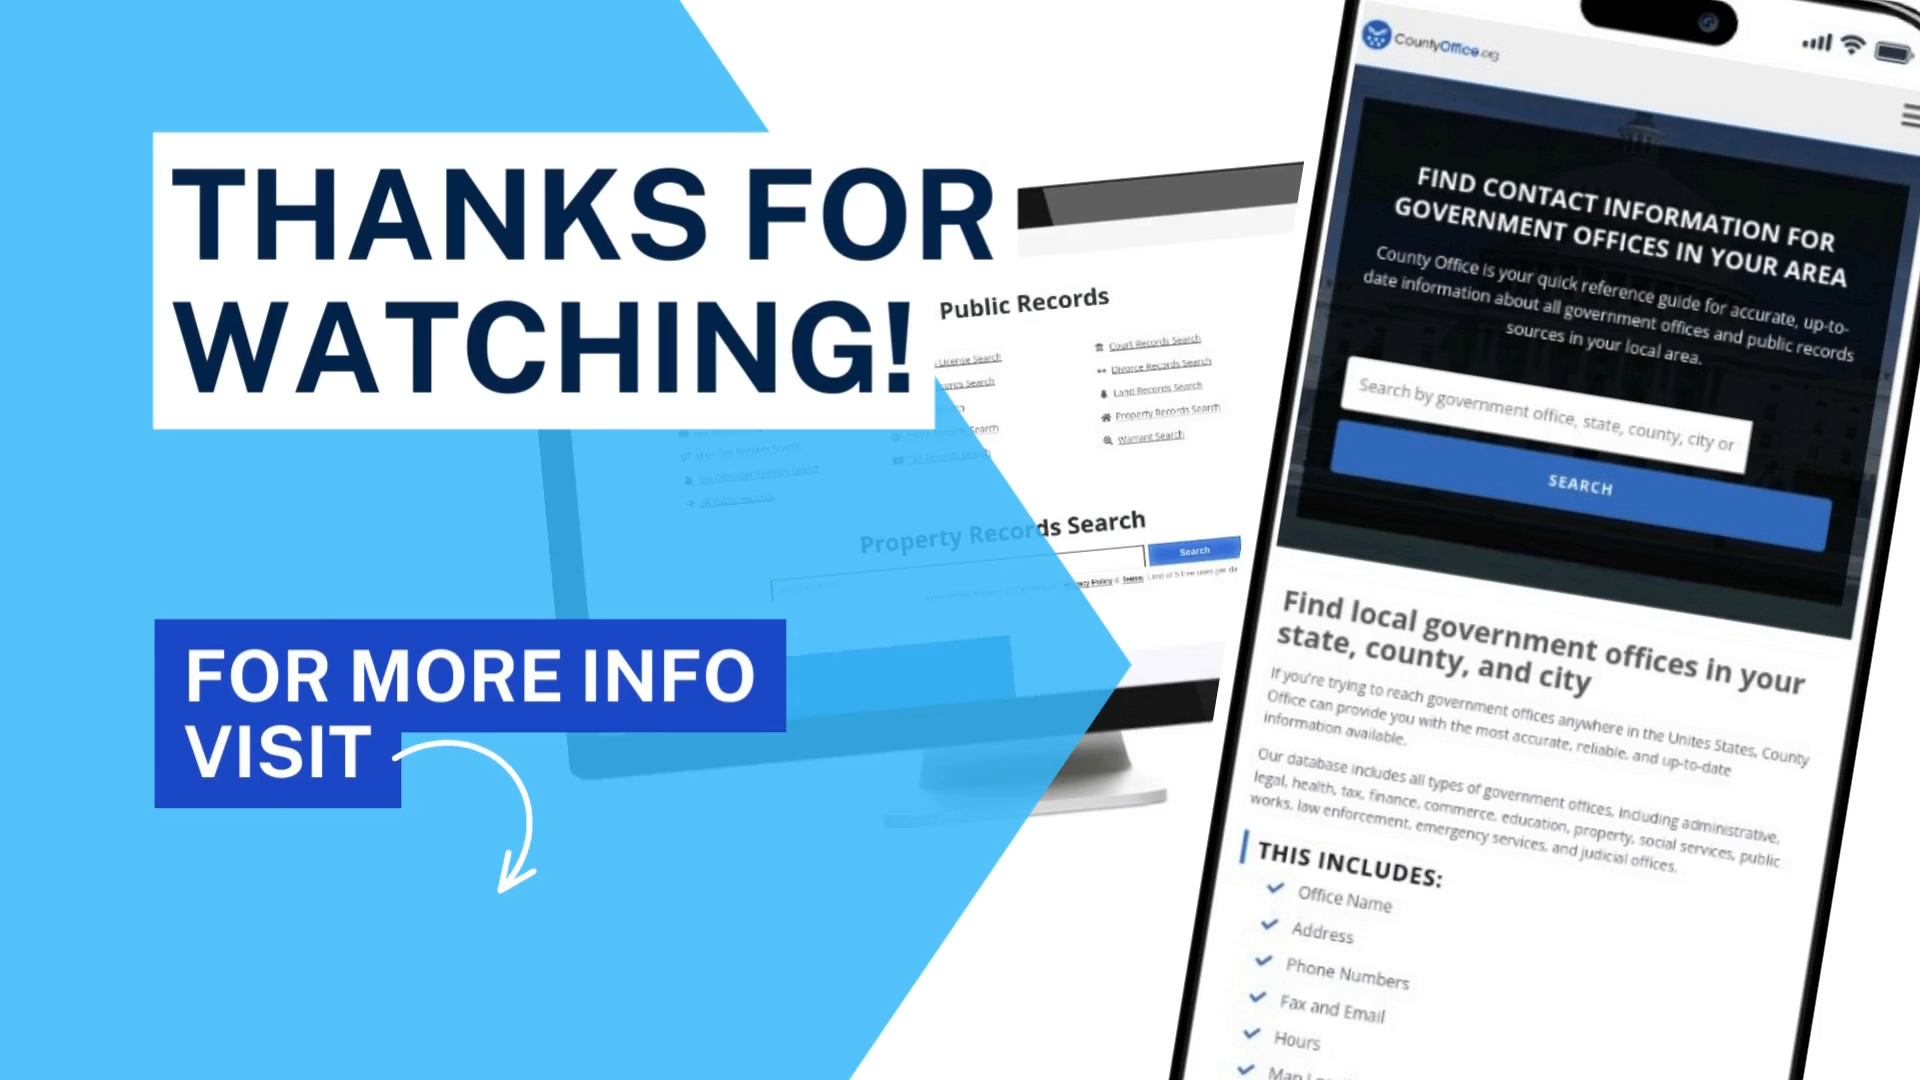 THANKS FOR
WATCHING!
FOR MORE INFO
VISIT
Public Records
License Search
Search
Search
Court Records Search
Divorce Records Search
Land Records Search
Property Records Search
Warrant Search
Property Records Search
Search
Policy & Terms
CountyOffice.org
FIND CONTACT INFORMATION FOR
GOVERNMENT OFFICES IN YOUR AREA
County Office is your quick reference guide for accurate, up-to-
date information about all government offices and public records
sources in your local area.
Search by government office, state, county, city or
SEARCH
Find local government offices in your
state, county, and city
If you're trying to reach government offices anywhere in the Unites States, County
Office can provide you with the most accurate, reliable, and up-to-date
information available.
Our database includes all types of government offices, including administrative,
legal, health, tax, finance, commerce, education, property, social services, public
works, law enforcement, emergency services, and judicial offices.
THIS INCLUDES:
Office Name
Address
Phone Numbers
Fax and Email
Hours
Map